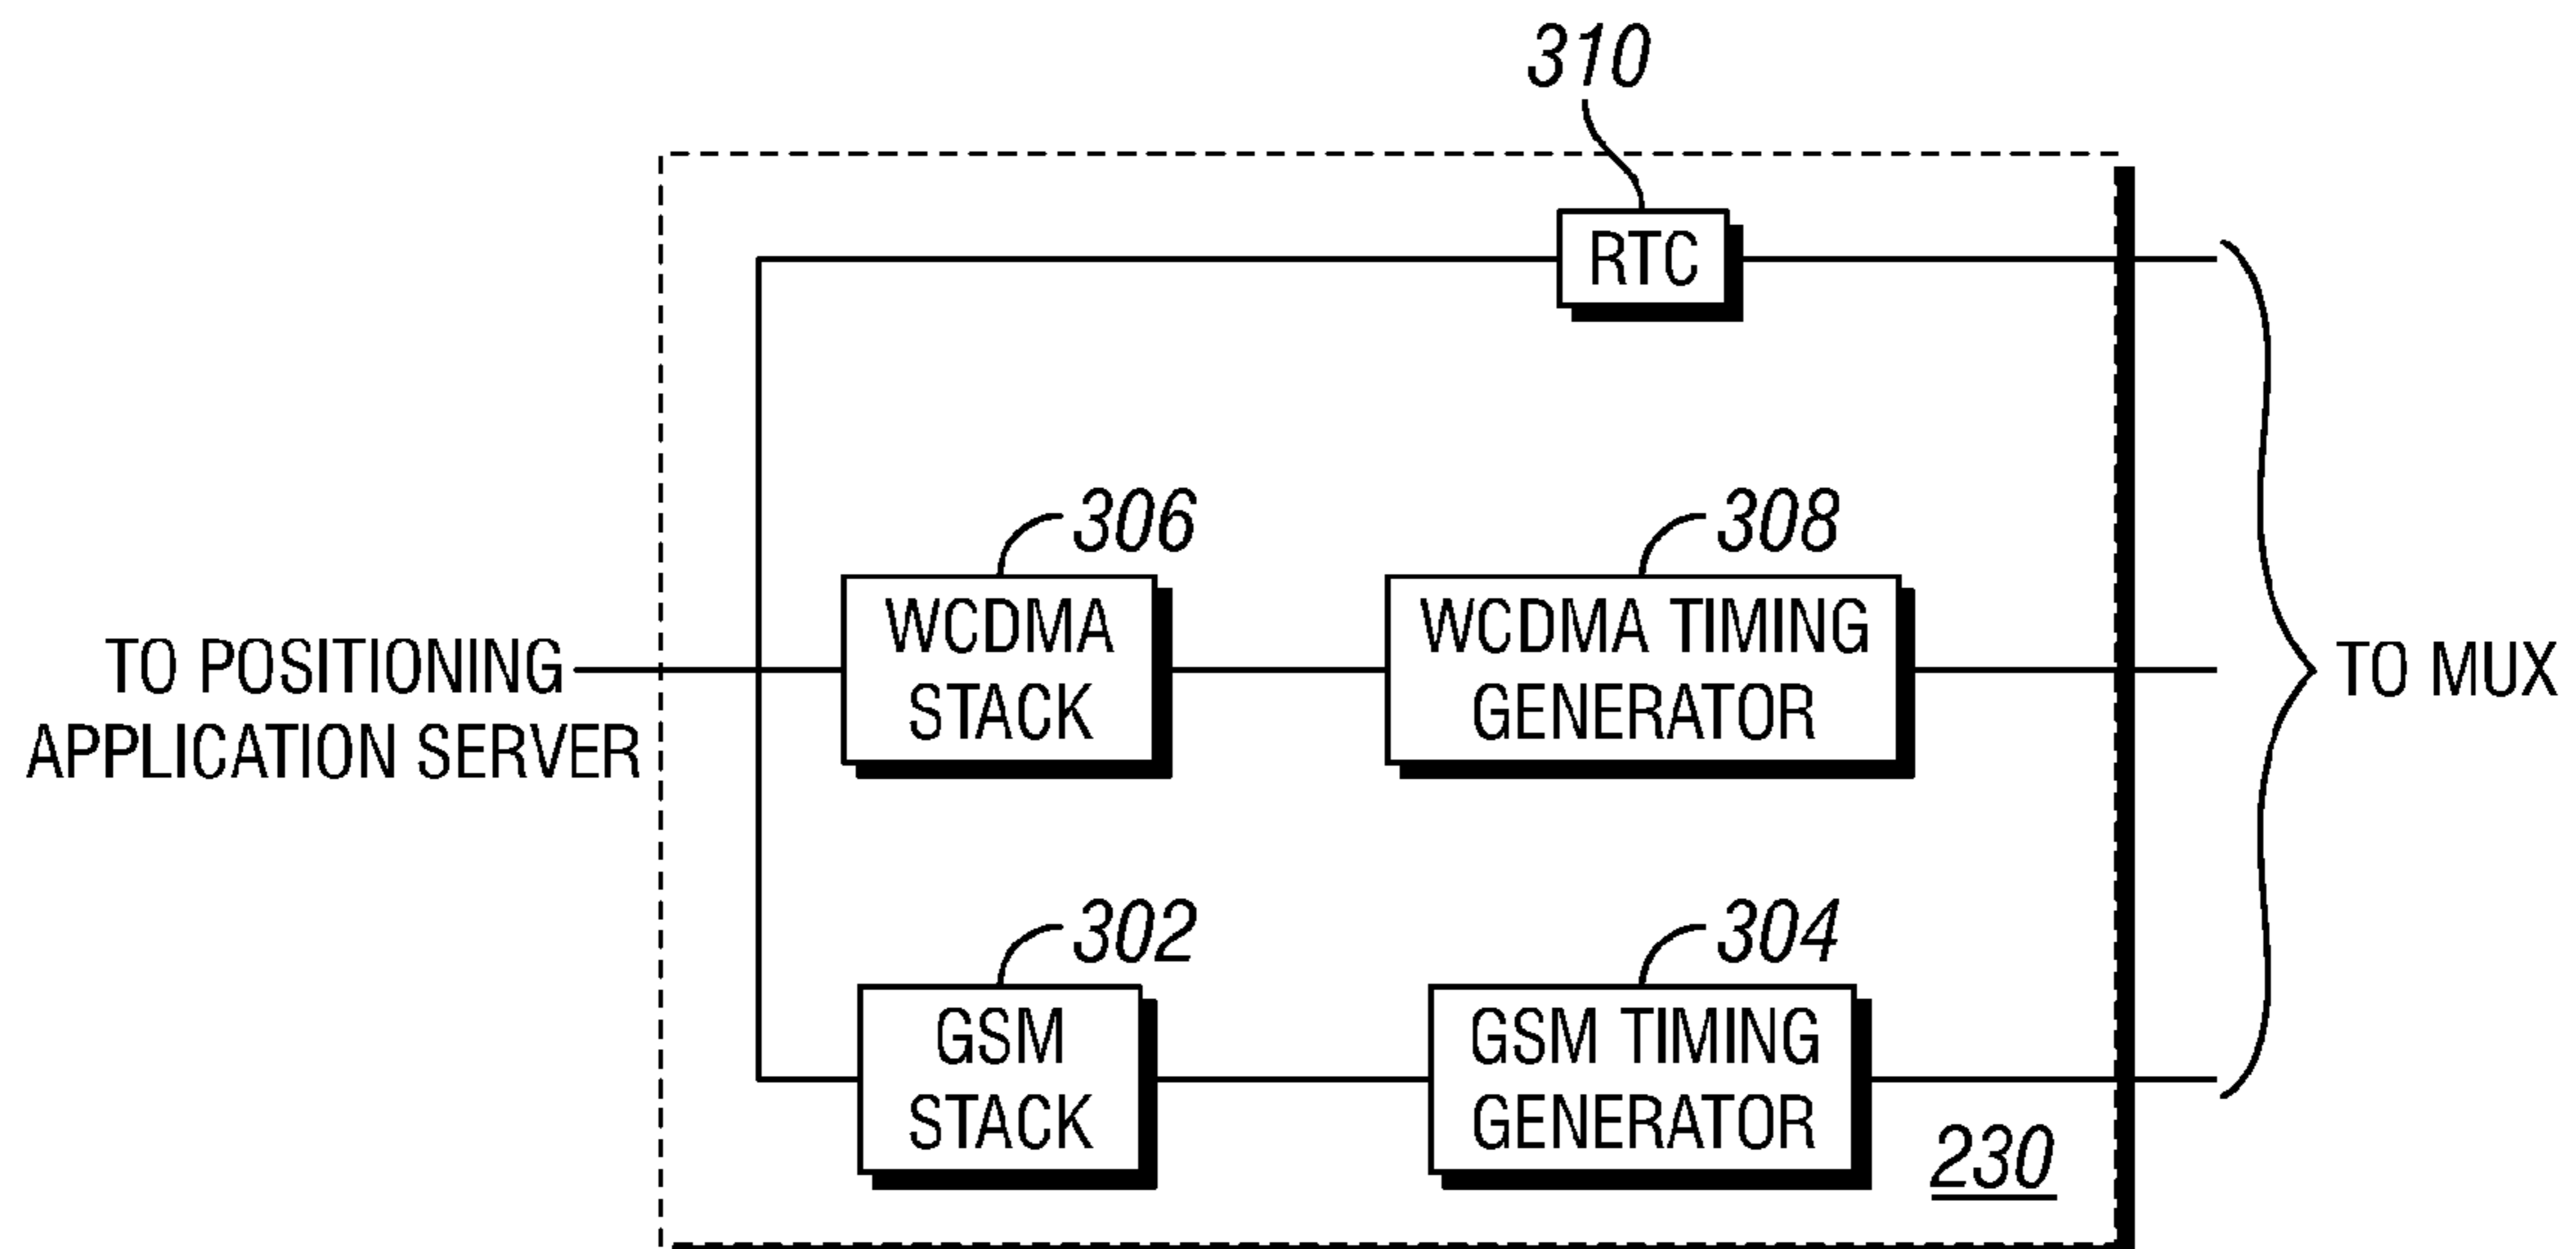 310
RTC
306
308
WCDMA
STACK
WCDMA TIMING
GENERATOR
TO POSITIONING
APPLICATION SERVER
TO MUX
302
304
GSM
STACK
GSM TIMING
GENERATOR
230